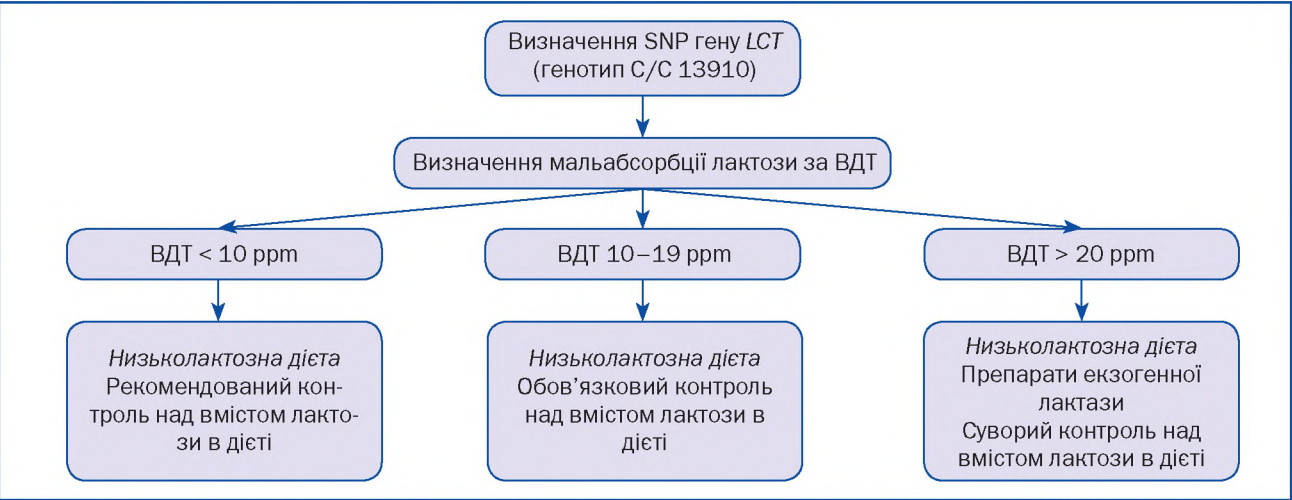 Визначення SNP гену LCT
(генотип С/С 13910)
Визначення мальабсорбції лактози за ВДТ
ВДТ < 10 ppm
ВДТ 10–19 ppm
ВДТ > 20 ppm
Низьколактозна дієта
Рекомендований кон-
троль над вмістом лакто-
зи в дієті
Низьколактозна дієта
Обов’язковий контроль
над вмістом лактози в
дієті
Низьколактозна дієта
Препарати екзогенної
лактази
Суворий контроль над
вмістом лактози в дієті